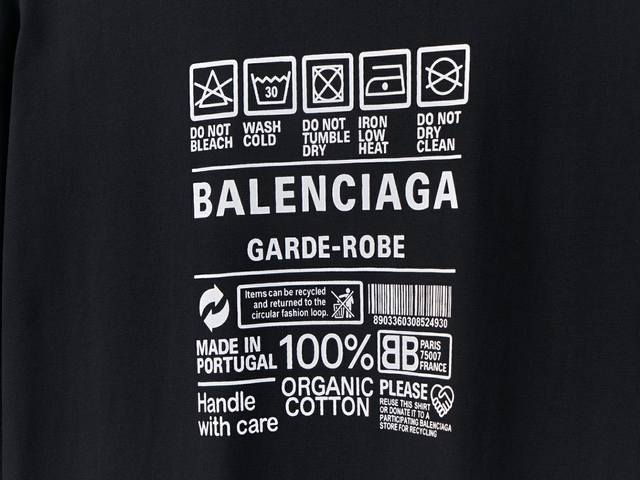 30
DO NOT
BLEACH
WASH
COLD
DO NOT
TUMBLE
DRY
IRON
LOW
HEAT
DO NOT
DRY
CLEAN
BALENCIAGA
GARDE-ROBE
Items can be recycled
and returned to the
circular fashion loop.
8903360308524930
MADE IN
PORTUGAL
100%
ORGANIC
COTTON
BB
PARIS
75007
FRANCE
Handle
with care
PLEASE
REUSE THIS SHIRT
OR DONATE IT TO A
PARTICIPATING BALENCIAGA
STORE FOR RECYCLING